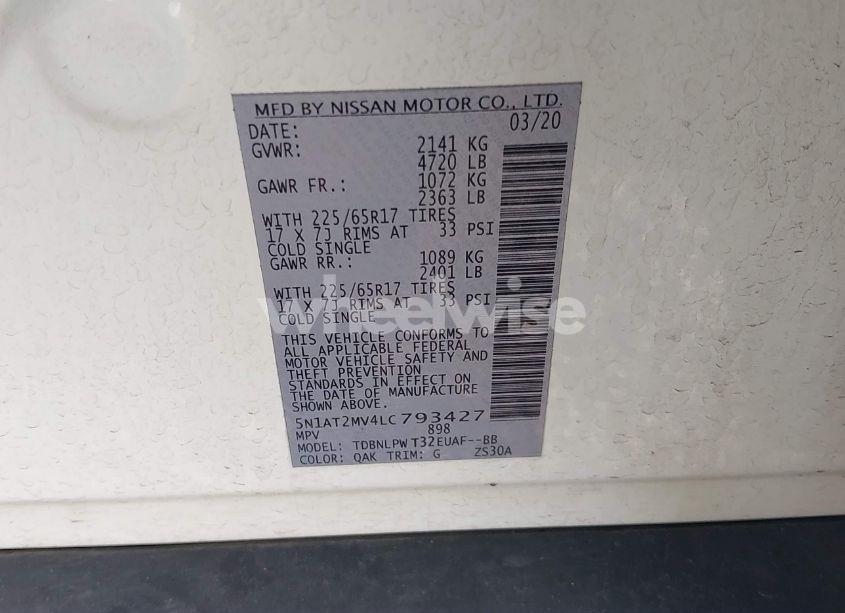 MFD BY NISSAN MOTOR CO., LTD.
DATE: 03/20
GVWR: 2141 KG
4720 LB
GAWR FR.: 1072 KG
2363 LB
WITH 225/65R17 TIRES
17 X 7J RIMS AT 33 PSI
COLD SINGLE
GAWR RR.: 1089 KG
2401 LB
WITH 225/65R17 TIRES
17 X 7J RIMS AT 33 PSI
COLD SINGLE
wheelwise
THIS VEHICLE CONFORMS TO
ALL APPLICABLE FEDERAL
MOTOR VEHICLE SAFETY AND
THEFT PREVENTION
STANDARDS IN EFFECT ON
THE DATE OF MANUFACTURE
SHOWN ABOVE.
5N1AT2MV4LC793427
MPV 898
MODEL: TDBNLPW T32EUAF--BB
COLOR: QAK TRIM: G ZS30A